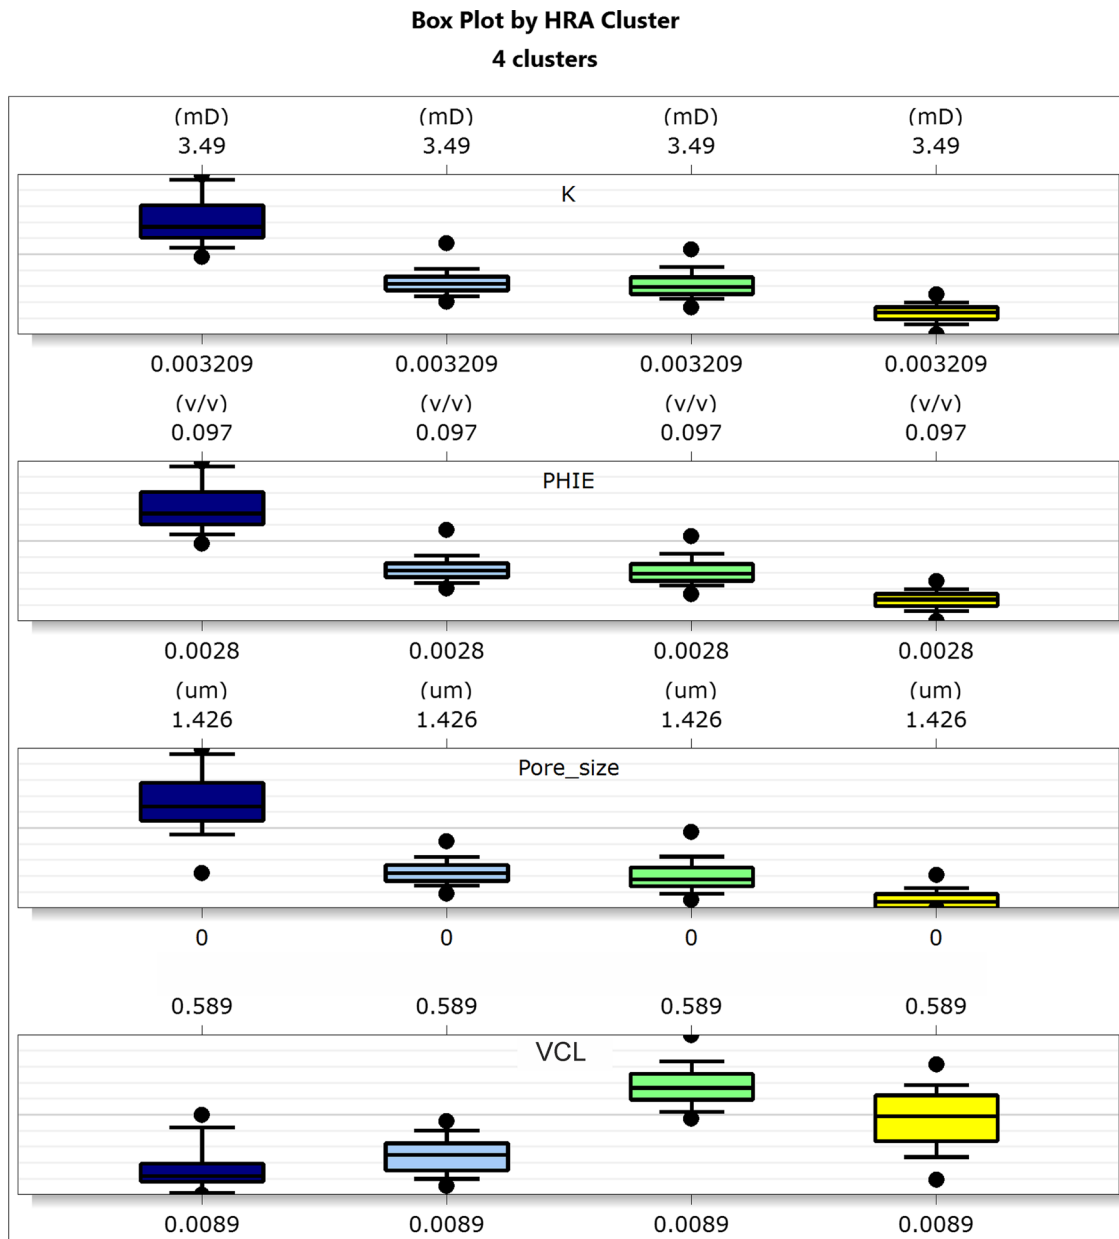 Box Plot by HRA Cluster
4 clusters
(mD) (mD) (mD) (mD)
3.49 3.49 3.49 3.49
K
0.003209 0.003209 0.003209 0.003209
(v/v) (v/v) (v/v) (v/v)
0.097 0.097 0.097 0.097
PHIE
0.0028 0.0028 0.0028 0.0028
(um) (um) (um) (um)
1.426 1.426 1.426 1.426
Pore_size
0 0 0 0
0.589 0.589 0.589 0.589
VCL
0.0089 0.0089 0.0089 0.0089